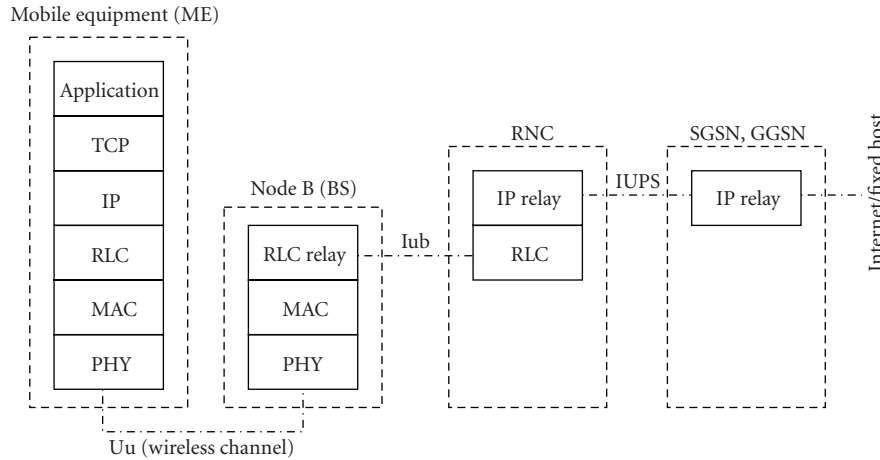 Mobile equipment (ME)
Application
TCP
IP
RLC
MAC
PHY
Node B (BS)
RLC relay
MAC
PHY
Uu (wireless channel)
Iub
RNC
IP relay
RLC
IUPS
SGSN, GGSN
IP relay
Internet/fixed host